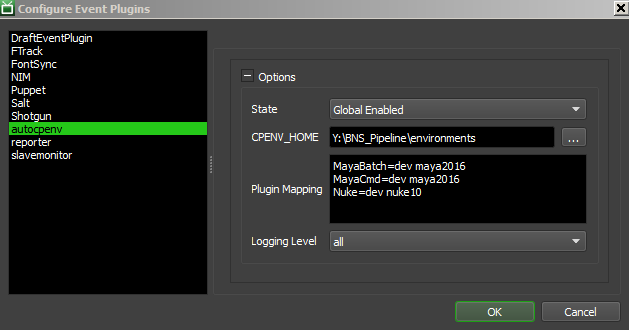 Configure Event Plugins
DraftEventPlugin
FTrack
FontSync
NIM
Puppet
Salt
Shotgun
autocpenv
reporter
slavemonitor
Options
State
Global Enabled
CPENV_HOME
Y:\BNS_Pipeline\environments
...
Plugin Mapping
MayaBatch=dev maya2016
MayaCmd=dev maya2016
Nuke=dev nuke10
Logging Level
all
OK
Cancel